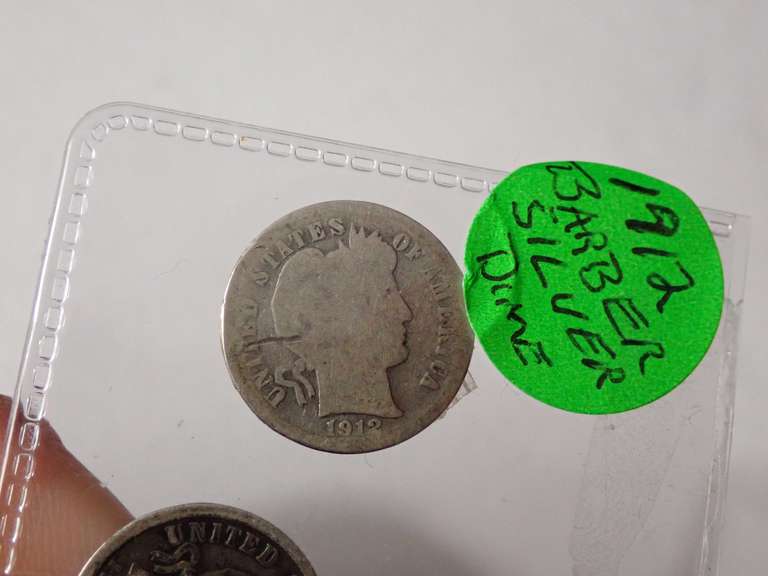 1912
BARBER
SILVER
DIME
UNITED STATES OF AMERICA
1912
UNITED